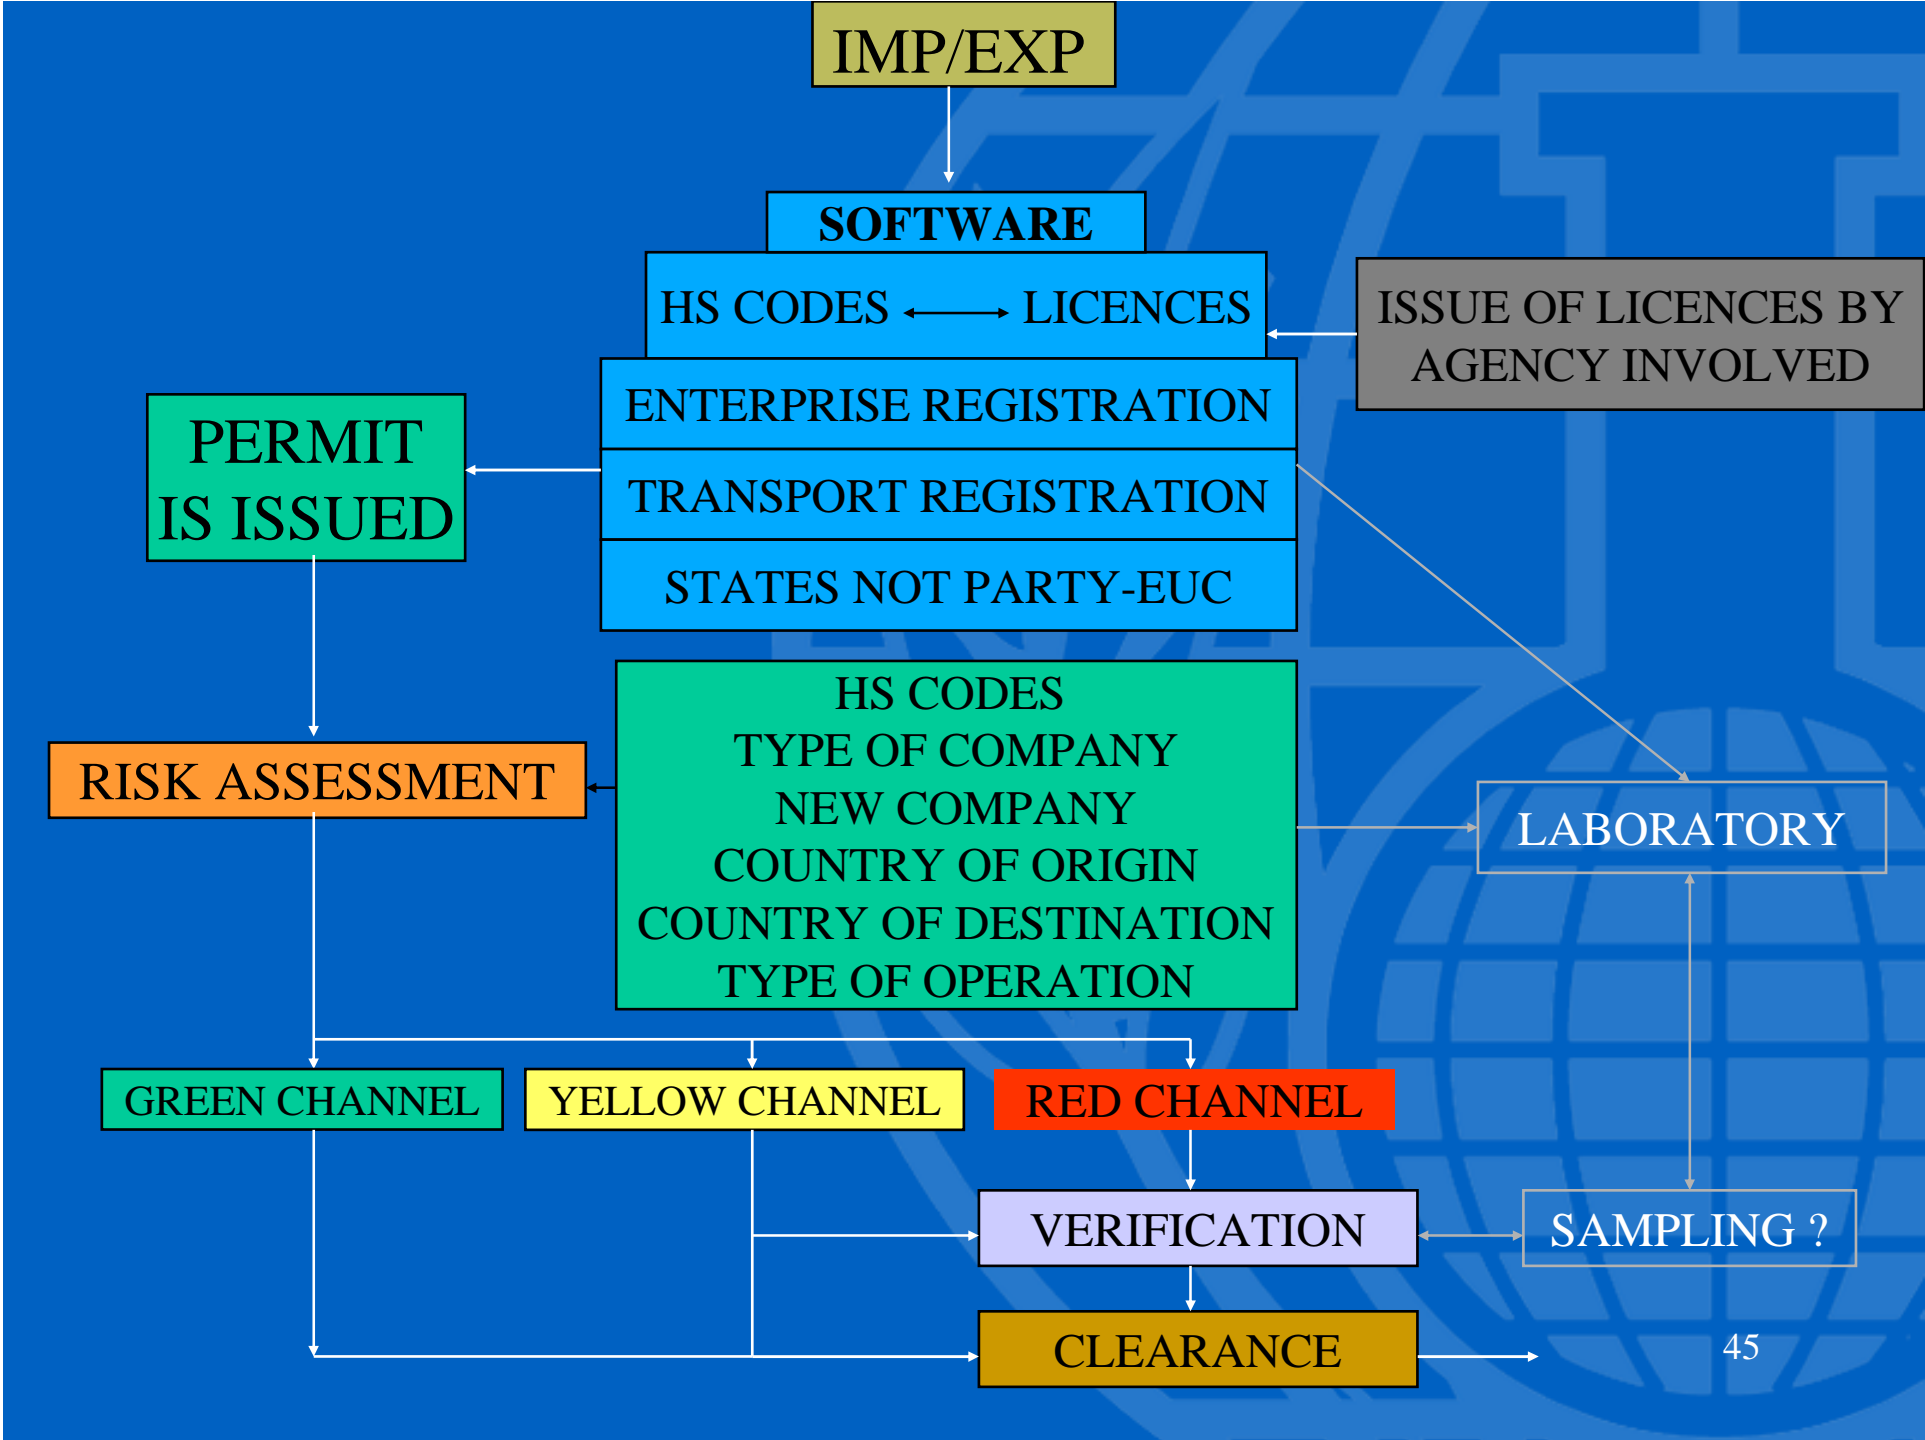 IMP/EXP
SOFTWARE
HS CODES LICENCES
ISSUE OF LICENCES BY
AGENCY INVOLVED
ENTERPRISE REGISTRATION
PERMIT
IS ISSUED
TRANSPORT REGISTRATION
STATES NOT PARTY-EUC
HS CODES
TYPE OF COMPANY
NEW COMPANY
COUNTRY OF ORIGIN
COUNTRY OF DESTINATION
TYPE OF OPERATION
RISK ASSESSMENT
LABORATORY
GREEN CHANNEL
YELLOW CHANNEL
RED CHANNEL
VERIFICATION
SAMPLING ?
CLEARANCE
45